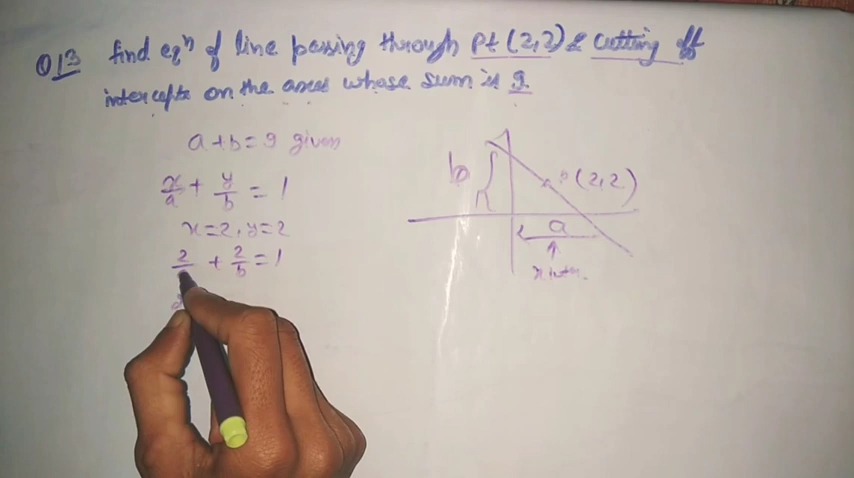 Q13 find eqⁿ of line passing through pt (2,2) & cutting off
intercepts on the axes whose sum is 9.
a + b = 9 given
x/a + y/b = 1
x = 2, y = 2
2/ + 2/b = 1
b
P (2,2)
a
x inter.